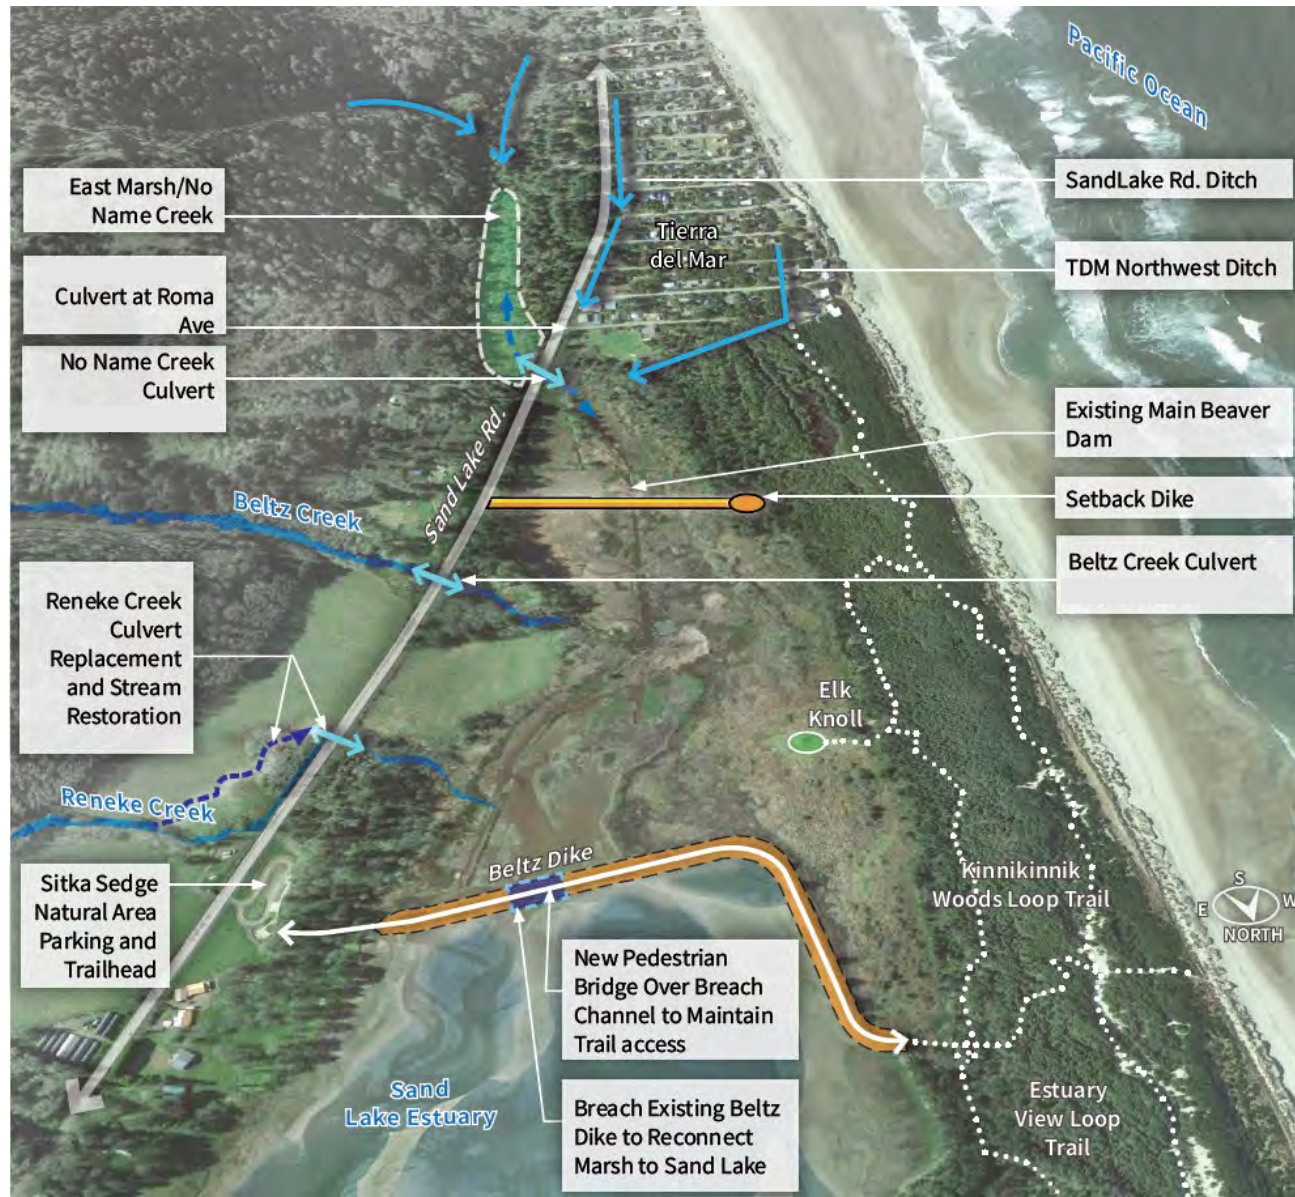 Pacific Ocean
East Marsh/No
Name Creek
SandLake Rd. Ditch
Tierra
del Mar
TDM Northwest Ditch
Culvert at Roma
Ave
No Name Creek
Culvert
Existing Main Beaver
Dam
Sand Lake Rd.
Setback Dike
Beltz Creek
Beltz Creek Culvert
Reneke Creek
Culvert
Replacement
and Stream
Restoration
Elk
Knoll
Reneke Creek
Beltz Dike
Kinnikinnik
Woods Loop Trail
S
E
W
NORTH
Sitka Sedge
Natural Area
Parking and
Trailhead
New Pedestrian
Bridge Over Breach
Channel to Maintain
Trail access
Sand
Lake Estuary
Breach Existing Beltz
Dike to Reconnect
Marsh to Sand Lake
Estuary
View Loop
Trail